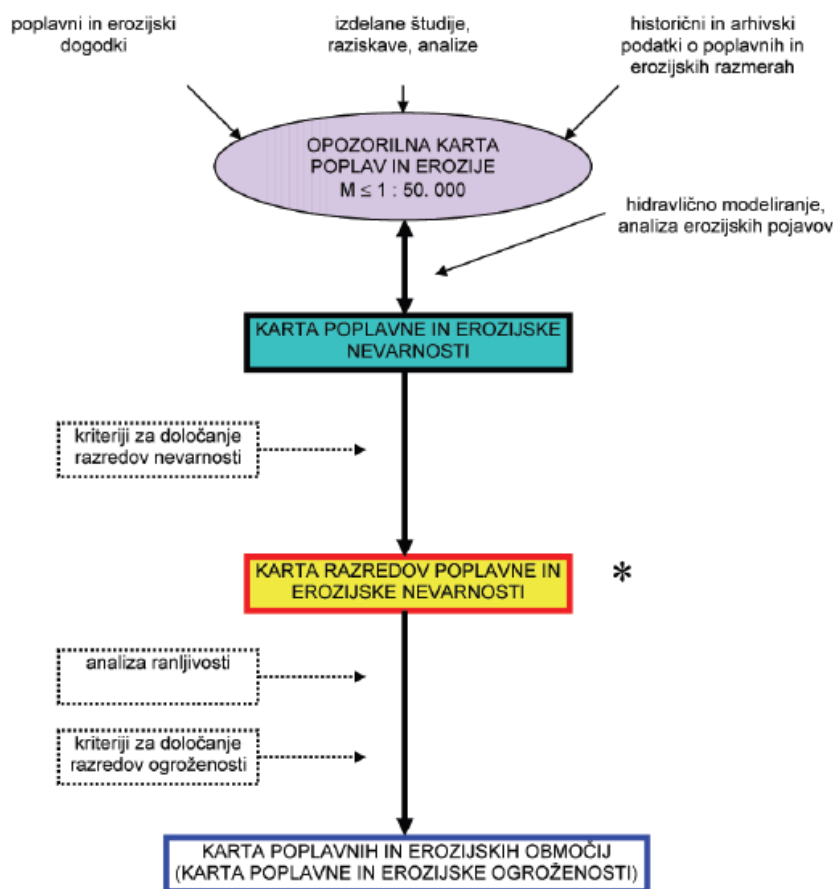 poplavni in erozijski
dogodki
izdelane študije,
raziskave, analize
historični in arhivski
podatki o poplavnih in
erozijskih razmerah
OPOZORILNA KARTA
POPLAV IN EROZIJE
M ≤ 1 : 50. 000
hidravlično modeliranje,
analiza erozijskih pojavov
KARTA POPLAVNE IN EROZIJSKE
NEVARNOSTI
kriteriji za določanje
razredov nevarnosti
KARTA RAZREDOV POPLAVNE IN
EROZIJSKE NEVARNOSTI
*
analiza ranljivosti
kriteriji za določanje
razredov ogroženosti
KARTA POPLAVNIH IN EROZIJSKIH OBMOČIJ
(KARTA POPLAVNE IN EROZIJSKE OGROŽENOSTI)